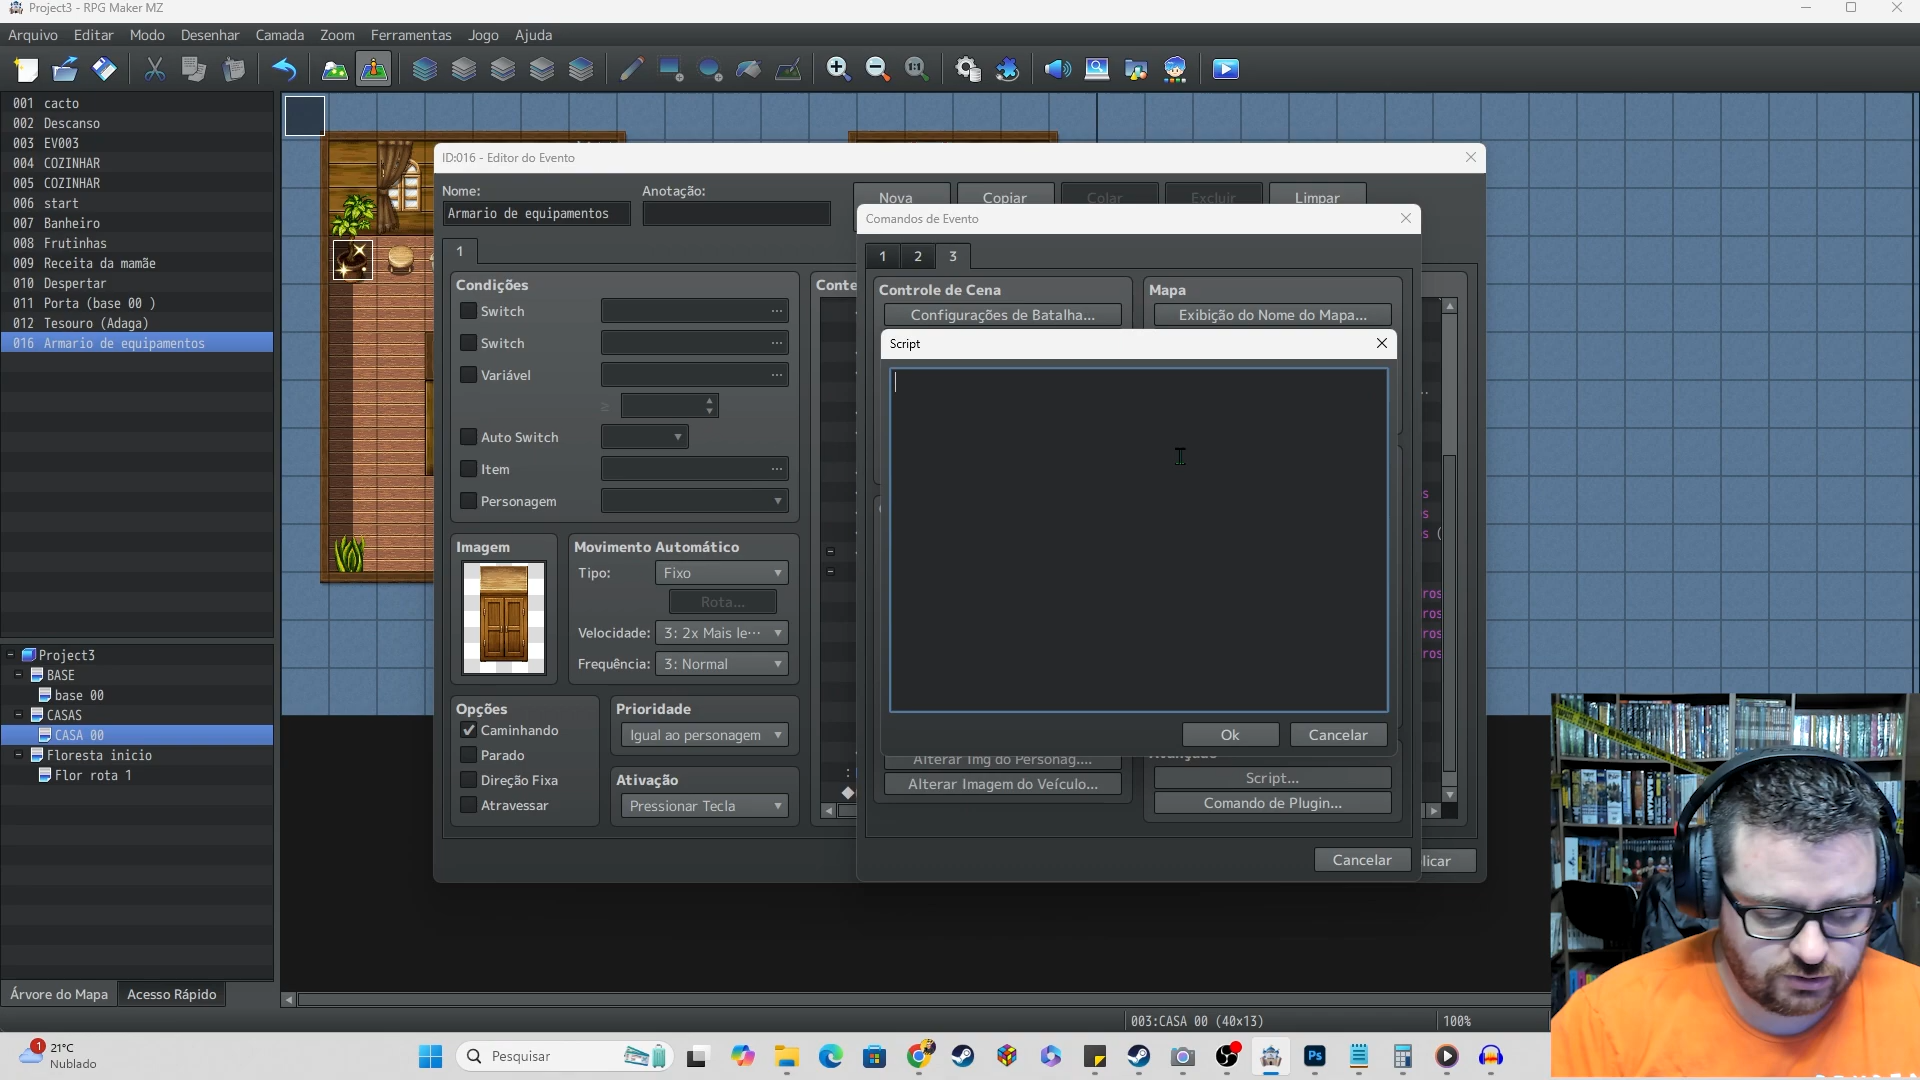 Project3 - RPG Maker MZ
Arquivo Editar Modo Desenhar Camada Zoom Ferramentas Jogo Ajuda
001 cacto
002 Descanso
003 EV003
004 COZINHAR
005 COZINHAR
006 start
007 Banheiro
008 Frutinhas
009 Receita da mamãe
010 Despertar
011 Porta (base 00 )
012 Tesouro (Adaga)
016 Armario de equipamentos
Project3
BASE
base 00
CASAS
CASA 00
Floresta inicio
Flor rota 1
Árvore do Mapa Acesso Rápido
ID:016 - Editor do Evento
Nome: Anotação:
Armario de equipamentos
Nova Copiar Colar Excluir Limpar
1
Condições
Switch
Switch
Variável
≥
Auto Switch
Item
Personagem
Imagem
Movimento Automático
Tipo: Fixo
Rota...
Velocidade: 3: 2x Mais le…
Frequência: 3: Normal
Opções
Caminhando
Parado
Direção Fixa
Atravessar
Prioridade
Igual ao personagem
Ativação
Pressionar Tecla
Conte
Comandos de Evento
1 2 3
Controle de Cena
Configurações de Batalha...
Mapa
Exibição do Nome do Mapa...
Script
Ok Cancelar
Alterar Img do Personag....
Alterar Imagem do Veículo...
Script...
Comando de Plugin...
Cancelar
licar
s
s
s (
ros
ros
ros
ros
003:CASA 00 (40x13) 100%
1
21°C
Nublado
Pesquisar
Ps